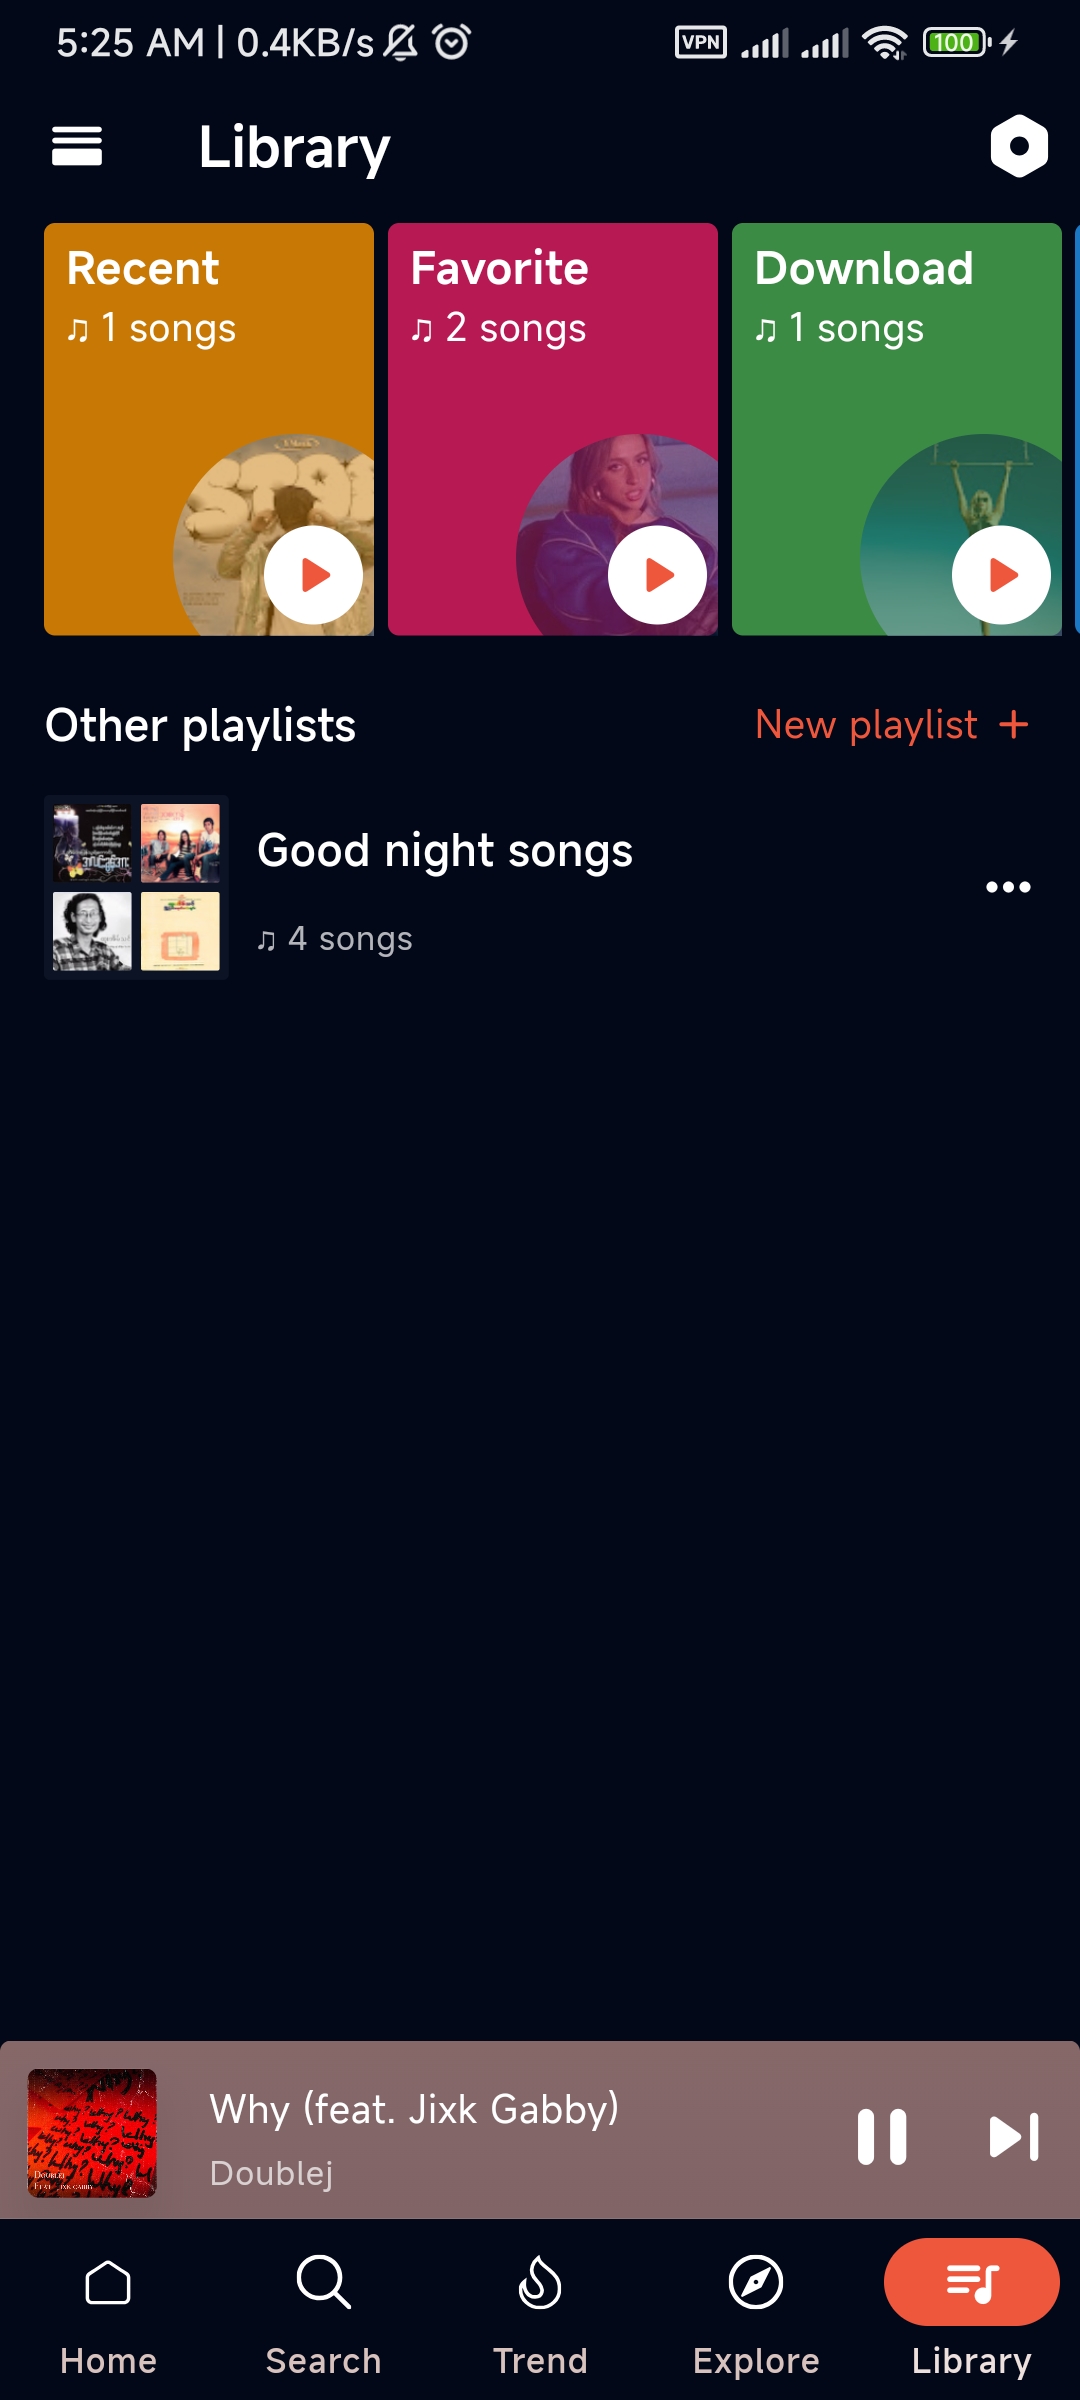 5:25 AM | 0.4KB/s VPN 100
Library
Recent
♫ 1 songs
Favorite
♫ 2 songs
Download
♫ 1 songs
Other playlists
New playlist +
Good night songs
♫ 4 songs
Why (feat. Jixk Gabby)
Doublej
Home
Search
Trend
Explore
Library